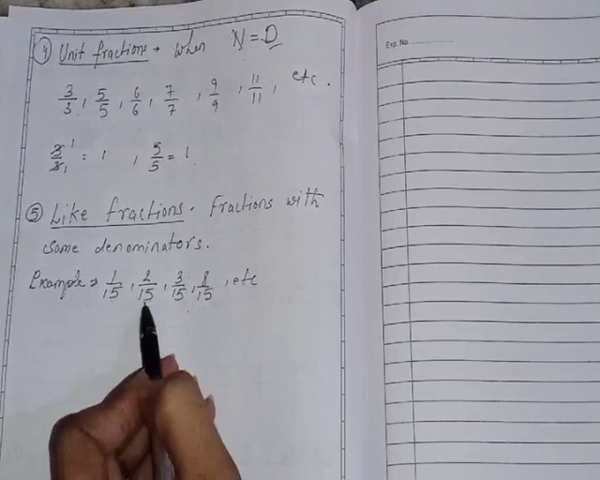 4 Unit fractions → When N = D
3/3, 5/5, 6/6, 7/7, 9/9, 11/11, etc.
3/3 1/1 = 1, 5/5 = 1
5 Like fractions. Fractions with
same denominators.
Example → 1/15, 2/15, 3/15, 8/15, etc
Exp. No.